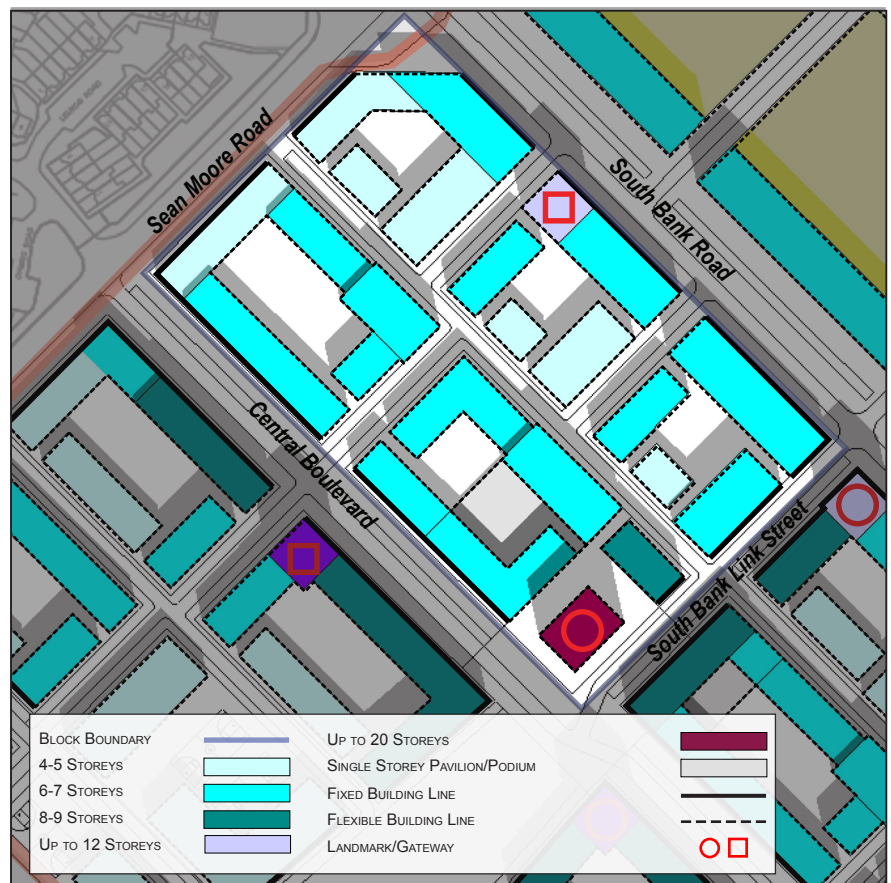 Sean Moore Road
South Bank Road
Central Boulevard
South Bank Link Street
BLOCK BOUNDARY
4-5 STOREYS
6-7 STOREYS
8-9 STOREYS
UP TO 12 STOREYS
UP TO 20 STOREYS
SINGLE STOREY PAVILION/PODIUM
FIXED BUILDING LINE
FLEXIBLE BUILDING LINE
LANDMARK/GATEWAY